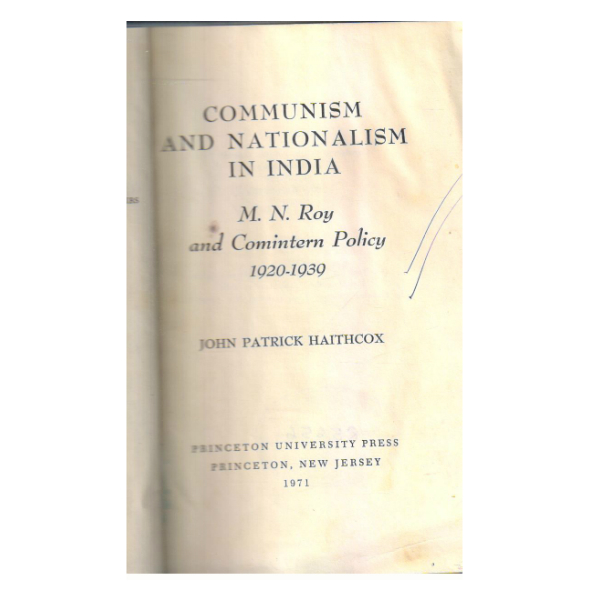 COMMUNISM
AND NATIONALISM
IN INDIA
M. N. Roy
and Comintern Policy
1920-1939
JOHN PATRICK HAITHCOX
PRINCETON UNIVERSITY PRESS
PRINCETON, NEW JERSEY
1971